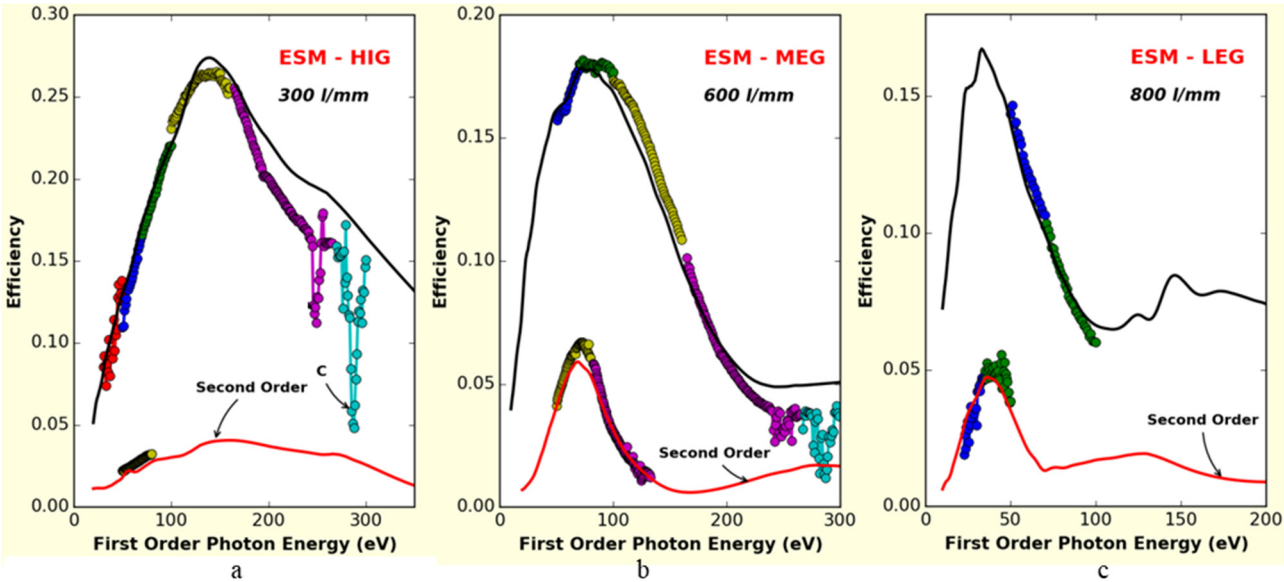 0.30
0.25
0.20
0.15
0.10
0.05
0.00
Efficiency
ESM - HIG
300 l/mm
C
Second Order
0 100 200 300
First Order Photon Energy (eV)
a
0.20
0.15
0.10
0.05
0.00
Efficiency
ESM - MEG
600 l/mm
Second Order
0 100 200 300
First Order Photon Energy (eV)
b
0.15
0.10
0.05
0.00
Efficiency
ESM - LEG
800 l/mm
Second Order
0 50 100 150 200
First Order Photon Energy (eV)
c